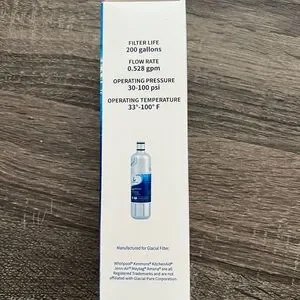 FILTER LIFE
200 gallons
FLOW RATE
0.528 gpm
OPERATING PRESSURE
30-100 psi
OPERATING TEMPERATURE
33°-100° F
Manufactured for Glacial Filter:
Whirlpool® Kenmore® KitchenAid®
Jenn-Air® Maytag® Amana® are all
Registered Trademarks and are not
affiliated with Glacial Pure Corporation.